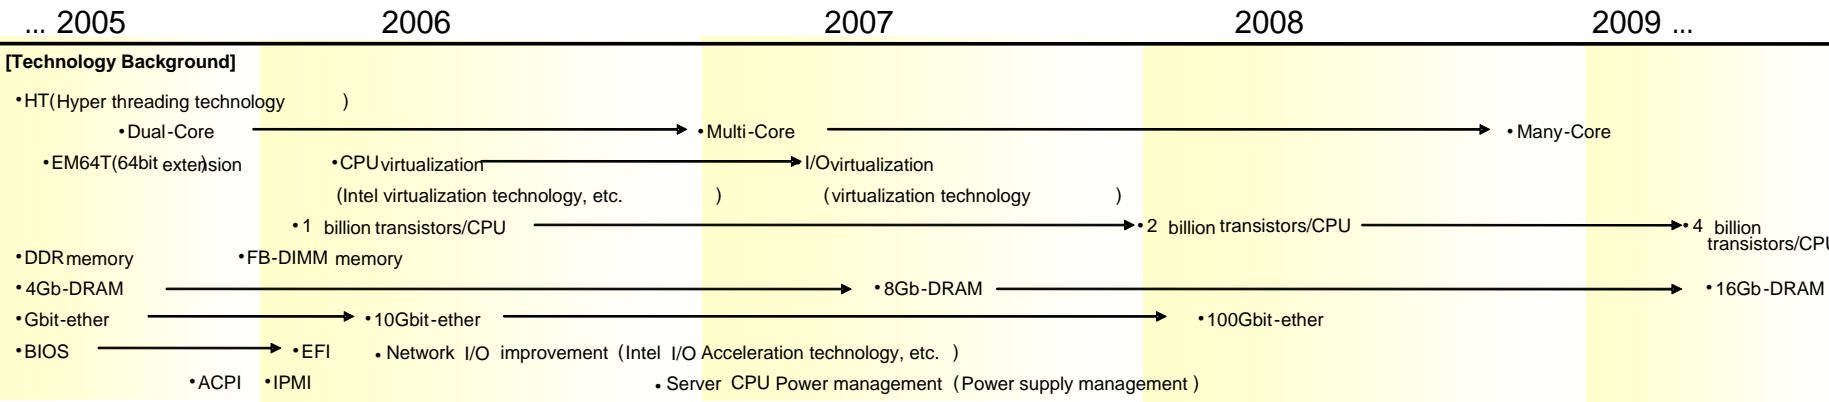 ... 2005 2006 2007 2008 2009 ...
[Technology Background]
•HT(Hyper threading technology )
•Dual-Core •Multi-Core •Many-Core
•EM64T(64bit extension) •CPU virtualization I/O virtualization
(Intel virtualization technology, etc. ) (virtualization technology )
•1 billion transistors/CPU •2 billion transistors/CPU •4 billion
transistors/CPU
•DDR memory •FB-DIMM memory
•4Gb-DRAM •8Gb-DRAM •16Gb-DRAM
•Gbit-ether •10Gbit-ether •100Gbit-ether
•BIOS •EFI •Network I/O improvement (Intel I/O Acceleration technology, etc. )
•ACPI •IPMI •Server CPU Power management (Power supply management )